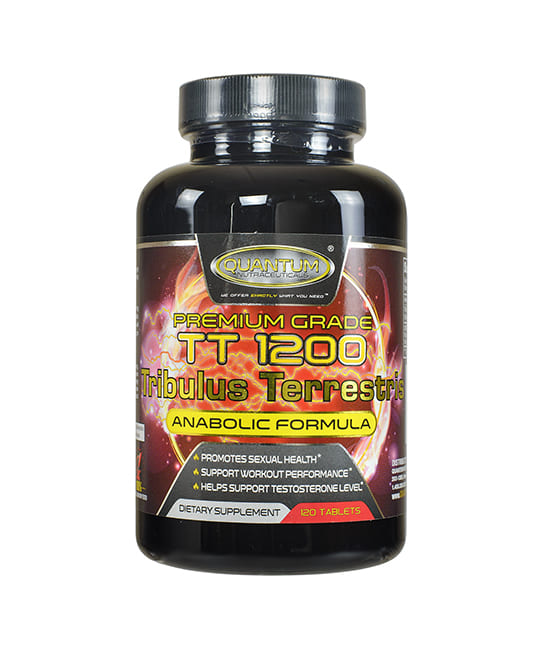 QUANTUM
NUTRACEUTICALS
®
WE OFFER EXACTLY WHAT YOU NEED™
PREMIUM GRADE
TT 1200
Tribulus Terrestris
ANABOLIC FORMULA
PROMOTES SEXUAL HEALTH*
SUPPORT WORKOUT PERFORMANCE*
HELPS SUPPORT TESTOSTERONE LEVEL*
DIETARY SUPPLEMENT
120 TABLETS